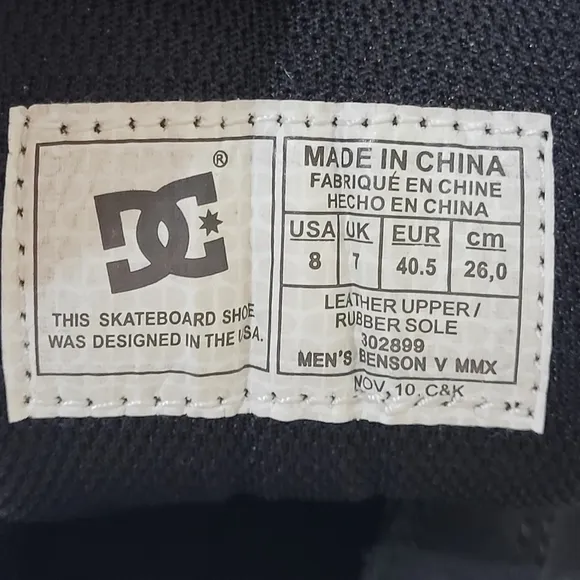 DC
®
THIS SKATEBOARD SHOE
WAS DESIGNED IN THE USA.
MADE IN CHINA
FABRIQUÉ EN CHINE
HECHO EN CHINA
USA UK EUR cm
8 7 40.5 26,0
LEATHER UPPER/
RUBBER SOLE
302899
MEN'S BENSON V MMX
NOV, 10. C&K